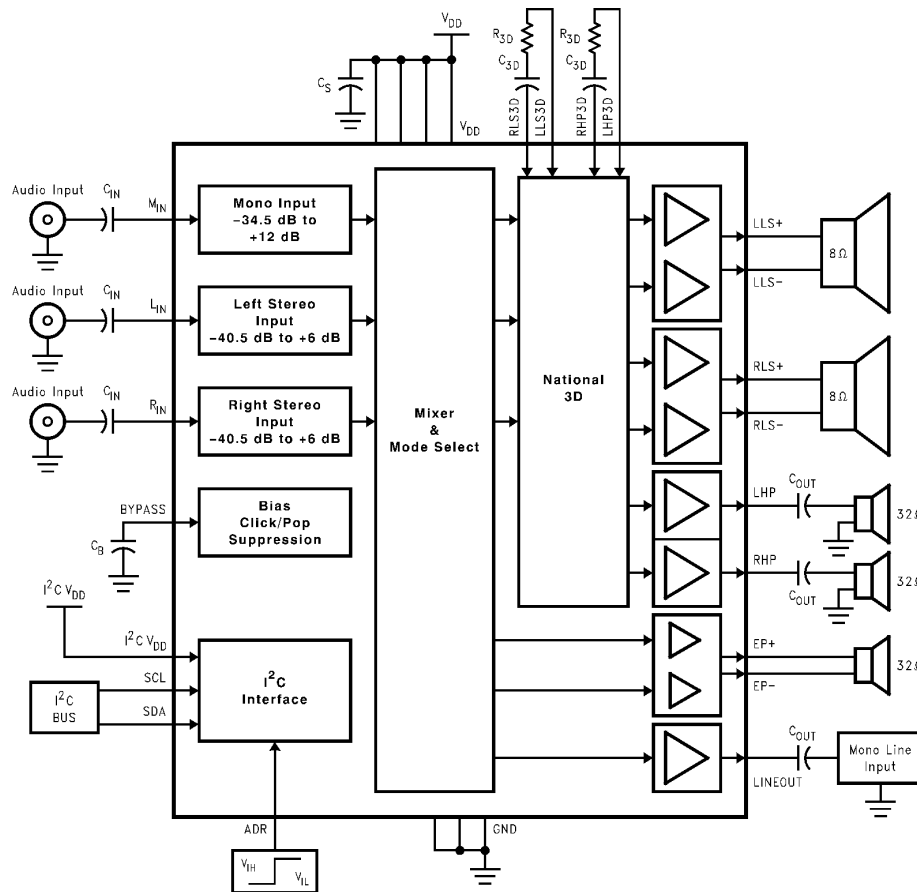 V_DD
C_S
V_DD
R_3D
C_3D
RLS3D
LLS3D
R_3D
C_3D
RHP3D
LHP3D
Audio Input
C_IN
M_IN
Mono Input
−34.5 dB to
+12 dB
Audio Input
C_IN
L_IN
Left Stereo
Input
−40.5 dB to +6 dB
Audio Input
C_IN
R_IN
Right Stereo
Input
−40.5 dB to +6 dB
BYPASS
C_B
Bias
Click/Pop
Suppression
I²C V_DD
I²C V_DD
SCL
SDA
I²C
BUS
I²C
Interface
ADR
V_IH
V_IL
GND
Mixer
&
Mode Select
National
3D
LLS+
LLS−
8Ω
RLS+
RLS−
8Ω
LHP
C_OUT
32Ω
RHP
C_OUT
32Ω
EP+
EP−
32Ω
C_OUT
LINEOUT
Mono Line
Input